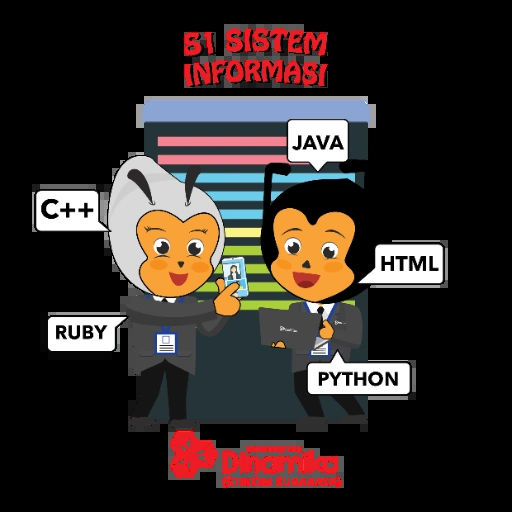 S1 SISTEM
INFORMASI
JAVA
C++
HTML
RUBY
PYTHON
Dinamika